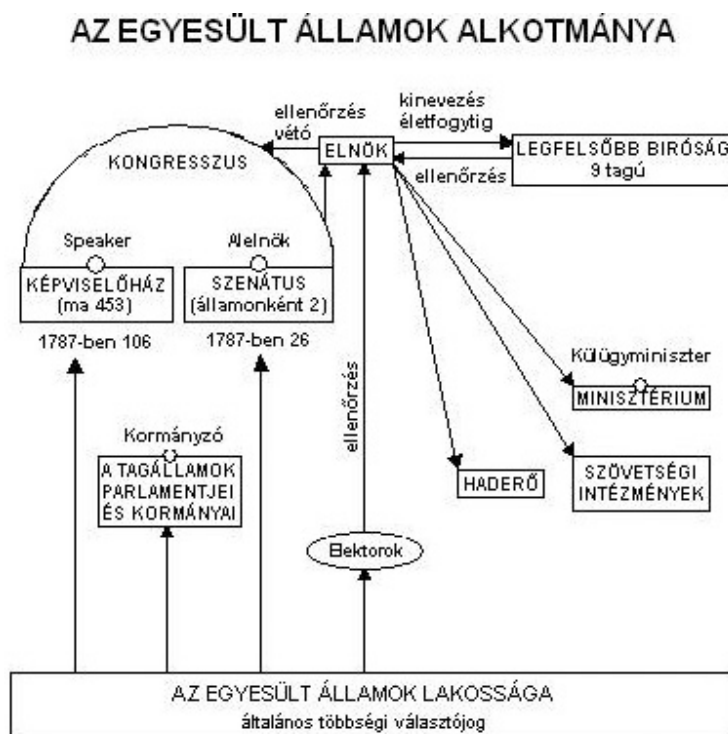 AZ EGYESÜLT ÁLLAMOK ALKOTMÁNYA
ellenőrzés
vétó
kinevezés
életfogytig
ELNÖK
LEGFELSŐBB BIRÓSÁG
9 tagú
ellenőrzés
KONGRESSZUS
Speaker
Alelnök
KÉPVISELŐHÁZ
(ma 453)
SZENÁTUS
(államonként 2)
1787-ben 106
1787-ben 26
Külügyminiszter
MINISZTÉRIUM
ellenőrzés
Kormányzó
A TAGÁLLAMOK
PARLAMENTJEI
ÉS KORMÁNYAI
HADERŐ
SZÖVETSÉGI
INTÉZMÉNYEK
Elektorok
AZ EGYESÜLT ÁLLAMOK LAKOSSÁGA
általános többségi választójog